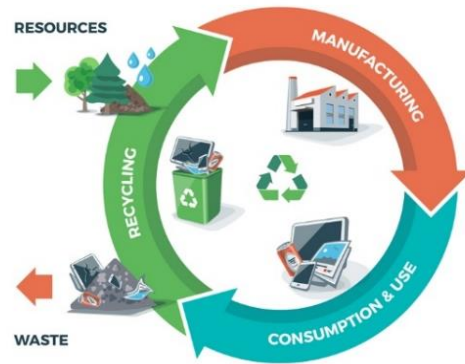 RESOURCES
MANUFACTURING
RECYCLING
CONSUMPTION & USE
WASTE